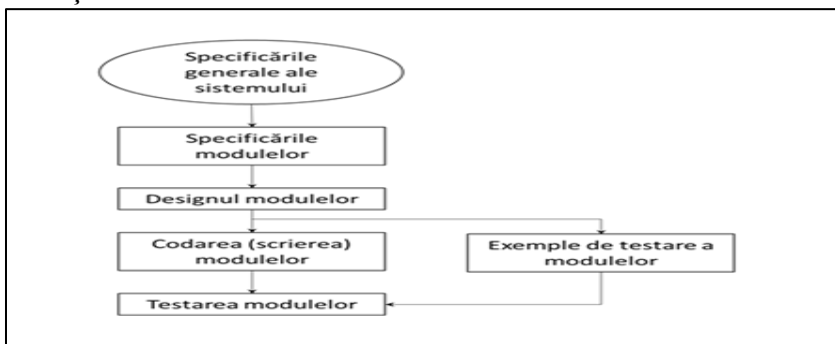 Specificările
generale ale
sistemului
Specificările
modulelor
Designul modulelor
Codarea (scrierea)
modulelor
Exemple de testare a
modulelor
Testarea modulelor